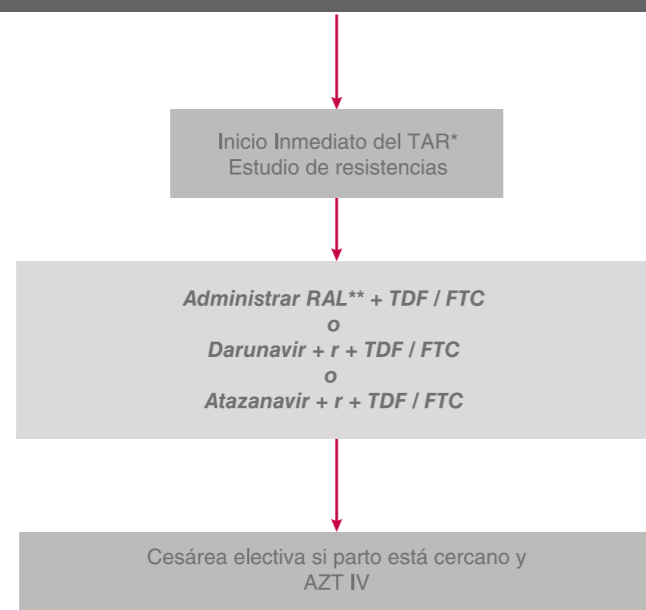 Inicio Inmediato del TAR*
Estudio de resistencias
Administrar RAL** + TDF / FTC
o
Darunavir + r + TDF / FTC
o
Atazanavir + r + TDF / FTC
Cesárea electiva si parto está cercano y
AZT IV